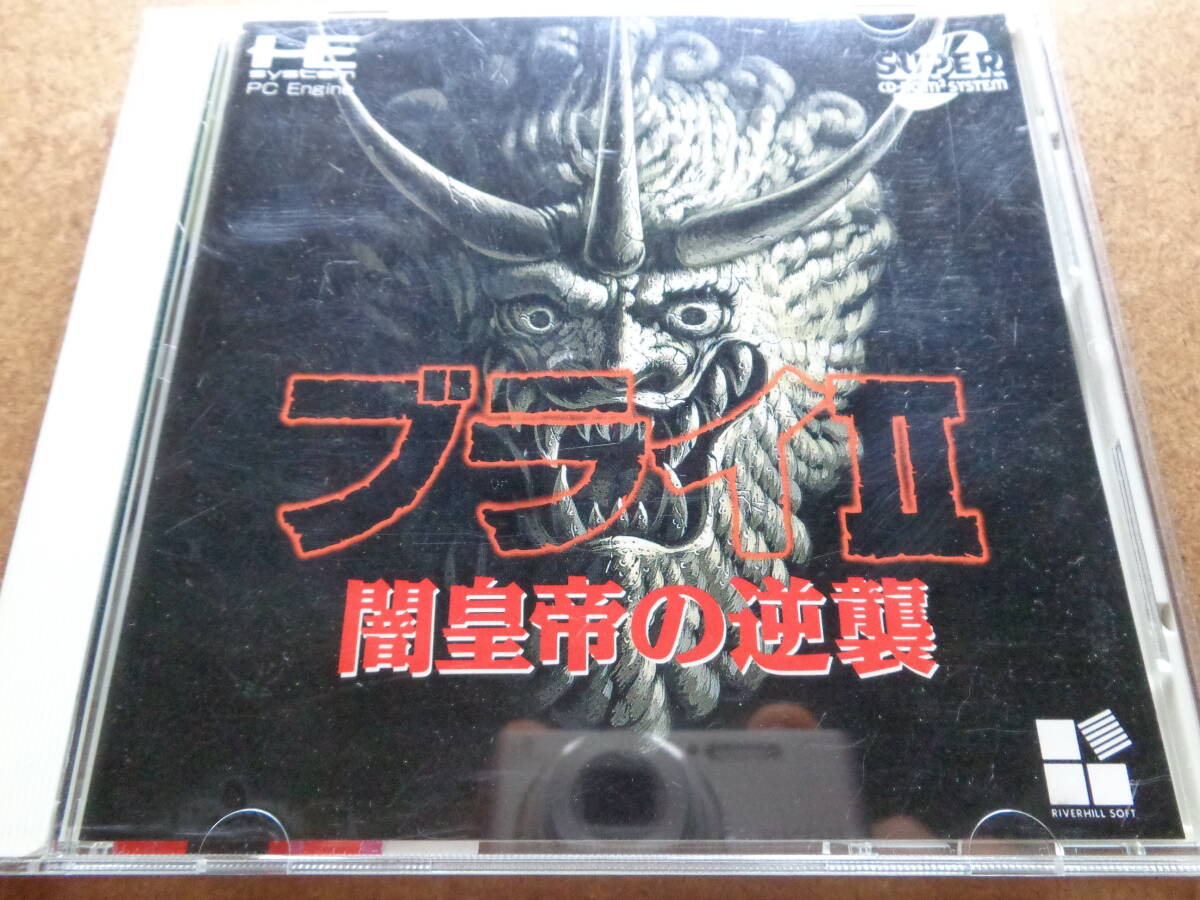 HE
system
PC Engine
SUPER
CD-ROM² SYSTEM
ブライII
闇皇帝の逆襲
RiVERHiLL SOFT